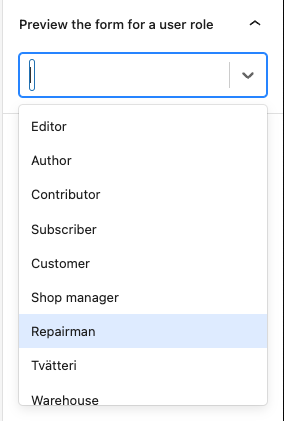 Preview the form for a user role
Editor
Author
Contributor
Subscriber
Customer
Shop manager
Repairman
Tvätteri
Warehouse